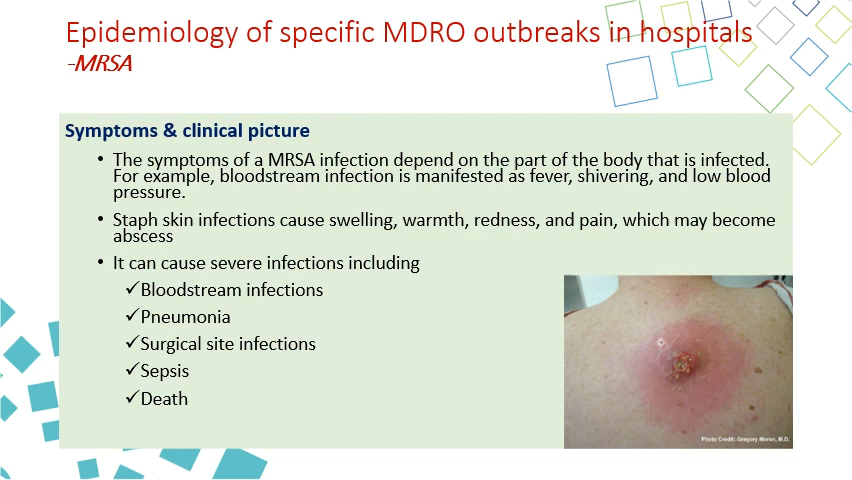 Epidemiology of specific MDRO outbreaks in hospitals
-MRSA
Symptoms & clinical picture
• The symptoms of a MRSA infection depend on the part of the body that is infected.
For example, bloodstream infection is manifested as fever, shivering, and low blood
pressure.
• Staph skin infections cause swelling, warmth, redness, and pain, which may become
abscess
• It can cause severe infections including
✓Bloodstream infections
✓Pneumonia
✓Surgical site infections
✓Sepsis
✓Death
Photo Credit: Gregory Moran, M.D.